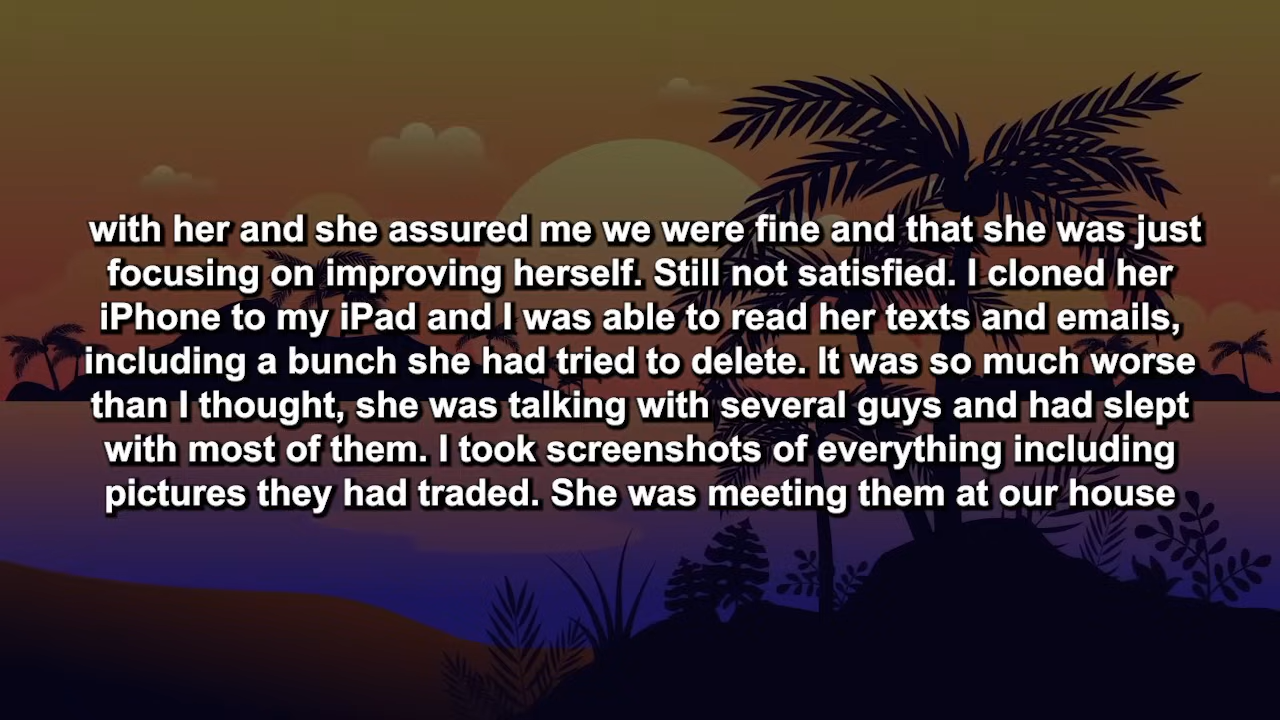 with her and she assured me we were fine and that she was just
focusing on improving herself. Still not satisfied. I cloned her
iPhone to my iPad and I was able to read her texts and emails,
including a bunch she had tried to delete. It was so much worse
than I thought, she was talking with several guys and had slept
with most of them. I took screenshots of everything including
pictures they had traded. She was meeting them at our house